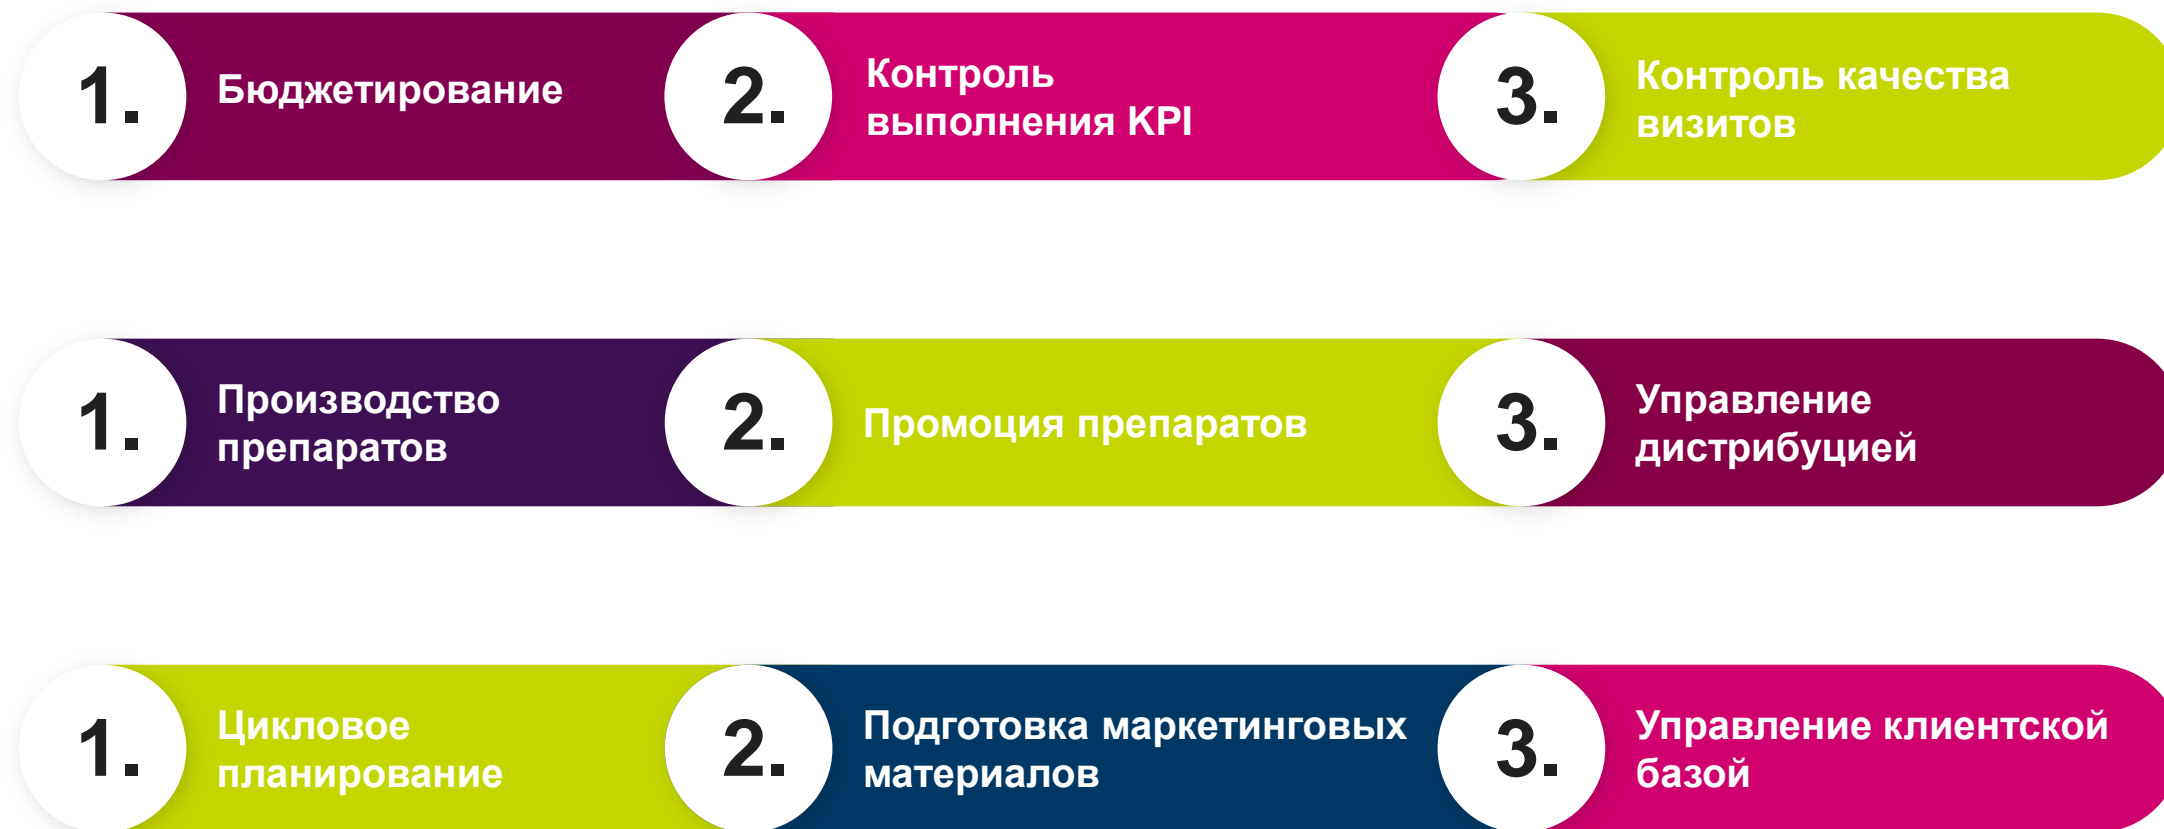 1.
Бюджетирование
2.
Контроль
выполнения KPI
3.
Контроль качества
визитов
1.
Производство
препаратов
2.
Промоция препаратов
3.
Управление
дистрибуцией
1.
Цикловое
планирование
2.
Подготовка маркетинговых
материалов
3.
Управление клиентской
базой